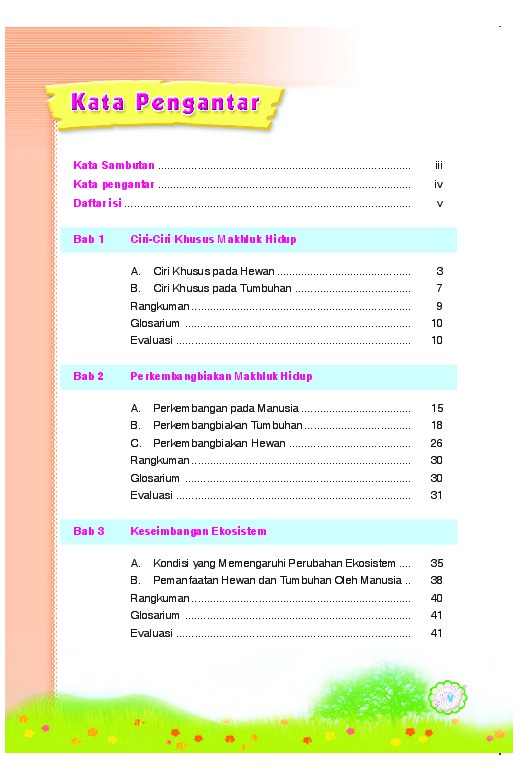 Kata Pengantar
Kata Sambutan ........................................ iii
Kata pengantar ........................................ iv
Daftar isi ........................................ v
Bab 1 Ciri-Ciri Khusus Makhluk Hidup
A. Ciri Khusus pada Hewan ........................................ 3
B. Ciri Khusus pada Tumbuhan ........................................ 7
Rangkuman ........................................ 9
Glosarium ........................................ 10
Evaluasi ........................................ 10
Bab 2 Perkembangbiakan Makhluk Hidup
A. Perkembangan pada Manusia ........................................ 15
B. Perkembangbiakan Tumbuhan ........................................ 18
C. Perkembangbiakan Hewan ........................................ 26
Rangkuman ........................................ 30
Glosarium ........................................ 30
Evaluasi ........................................ 31
Bab 3 Keseimbangan Ekosistem
A. Kondisi yang Memengaruhi Perubahan Ekosistem .... 35
B. Pemanfaatan Hewan dan Tumbuhan Oleh Manusia .. 38
Rangkuman ........................................ 40
Glosarium ........................................ 41
Evaluasi ........................................ 41
v